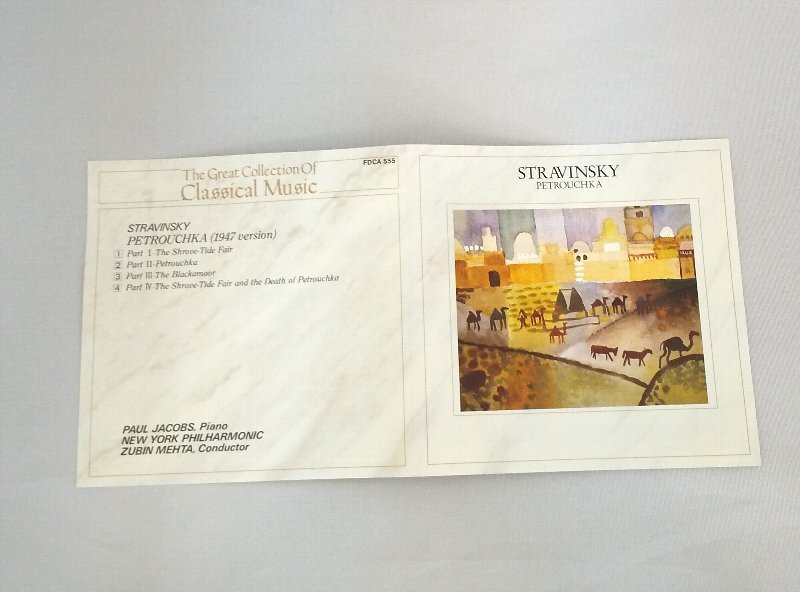 The Great Collection Of
Classical Music
FDCA 555
STRAVINSKY
PETROUCHKA (1947 version)
1 Part I-The Shrove-Tide Fair
2 Part II-Petrouchka
3 Part III-The Blackamoor
4 Part IV-The Shrove-Tide Fair and the Death of Petrouchka
PAUL JACOBS, Piano
NEW YORK PHILHARMONIC
ZUBIN MEHTA, Conductor
STRAVINSKY
PETROUCHKA